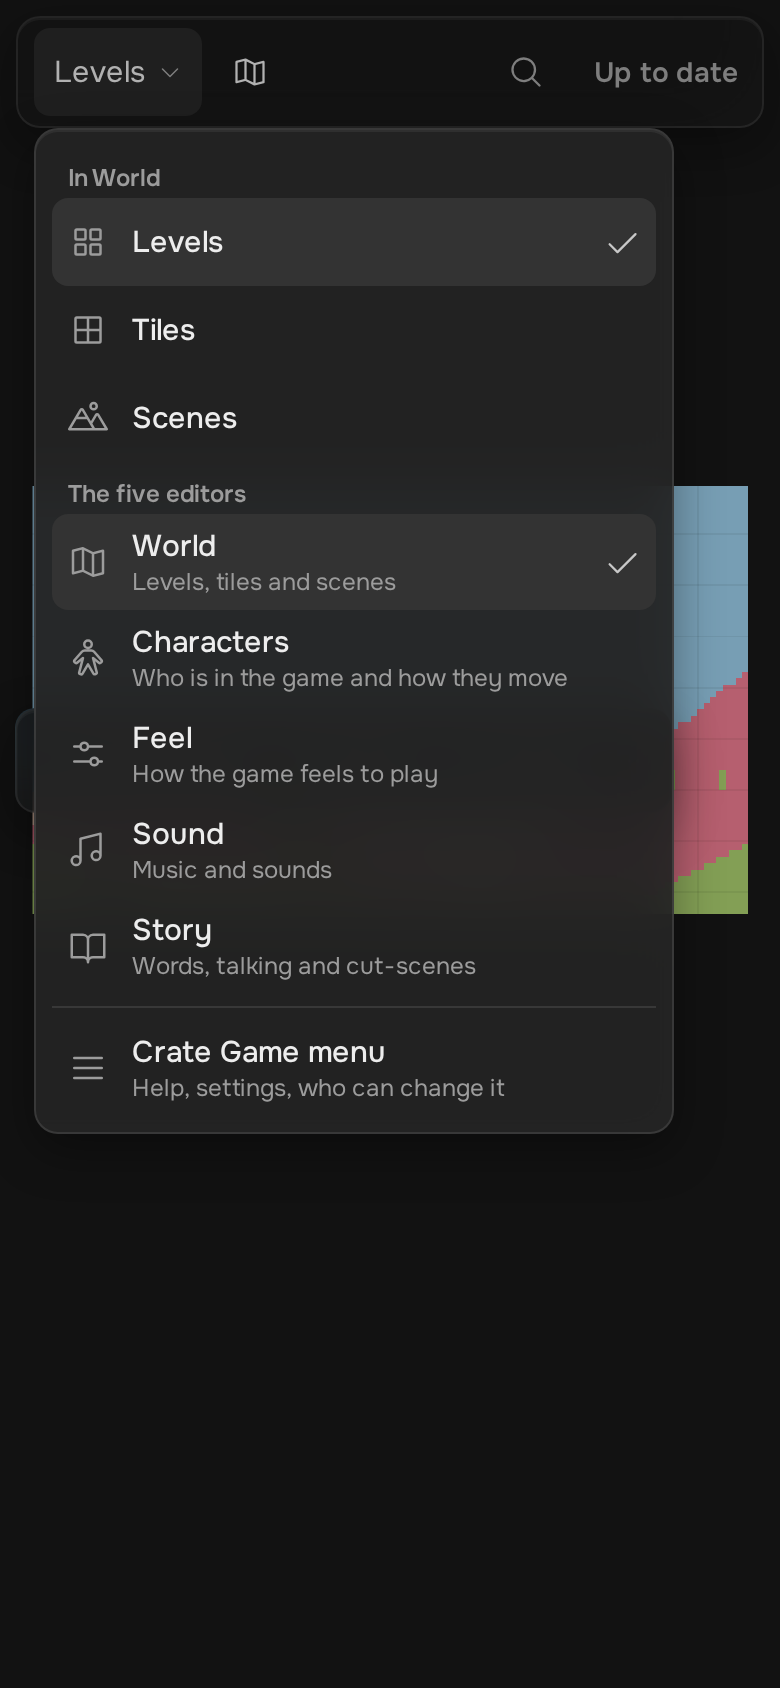 Levels
Up to date
In World
Levels
Tiles
Scenes
The five editors
World
Levels, tiles and scenes
Characters
Who is in the game and how they move
Feel
How the game feels to play
Sound
Music and sounds
Story
Words, talking and cut-scenes
Crate Game menu
Help, settings, who can change it